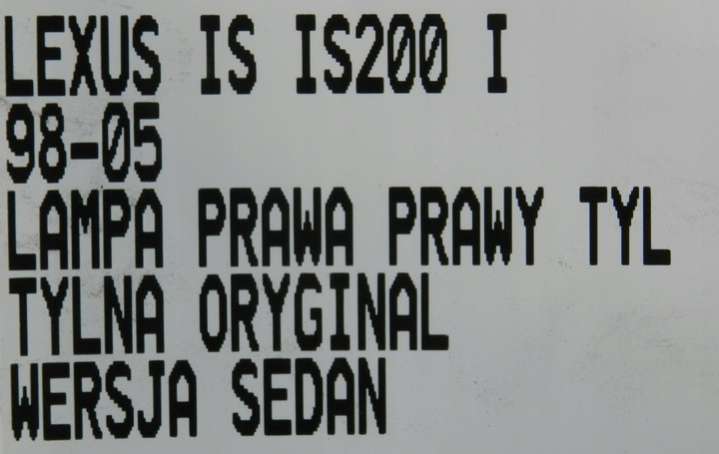 LEXUS IS IS200 I
98-05
LAMPA PRAWA PRAWY TYL
TYLNA ORYGINAL
WERSJA SEDAN